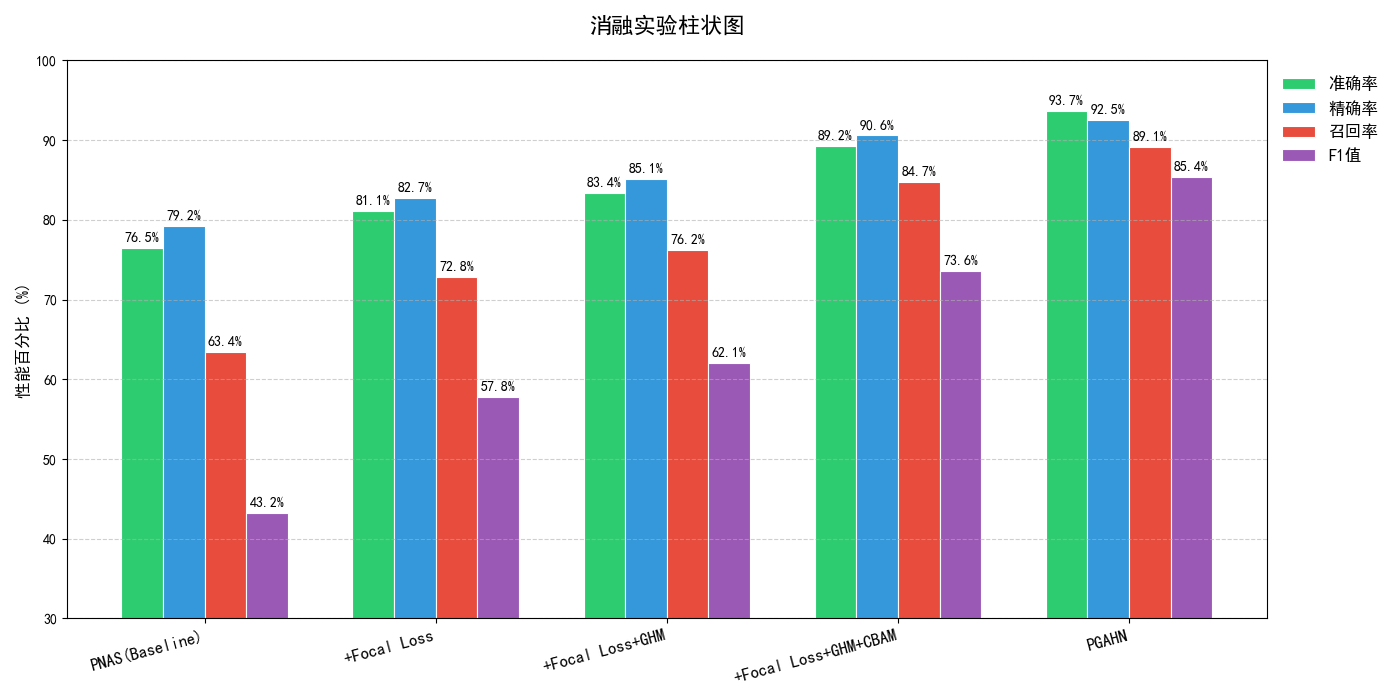 消融实验柱状图
准确率
精确率
召回率
F1值
性能百分比 (%)
100
90
80
70
60
50
40
30
76.5%
79.2%
63.4%
43.2%
81.1%
82.7%
72.8%
57.8%
83.4%
85.1%
76.2%
62.1%
89.2%
90.6%
84.7%
73.6%
93.7%
92.5%
89.1%
85.4%
PNAS(Baseline)
+Focal Loss
+Focal Loss+GHM
+Focal Loss+GHM+CBAM
PGAHN